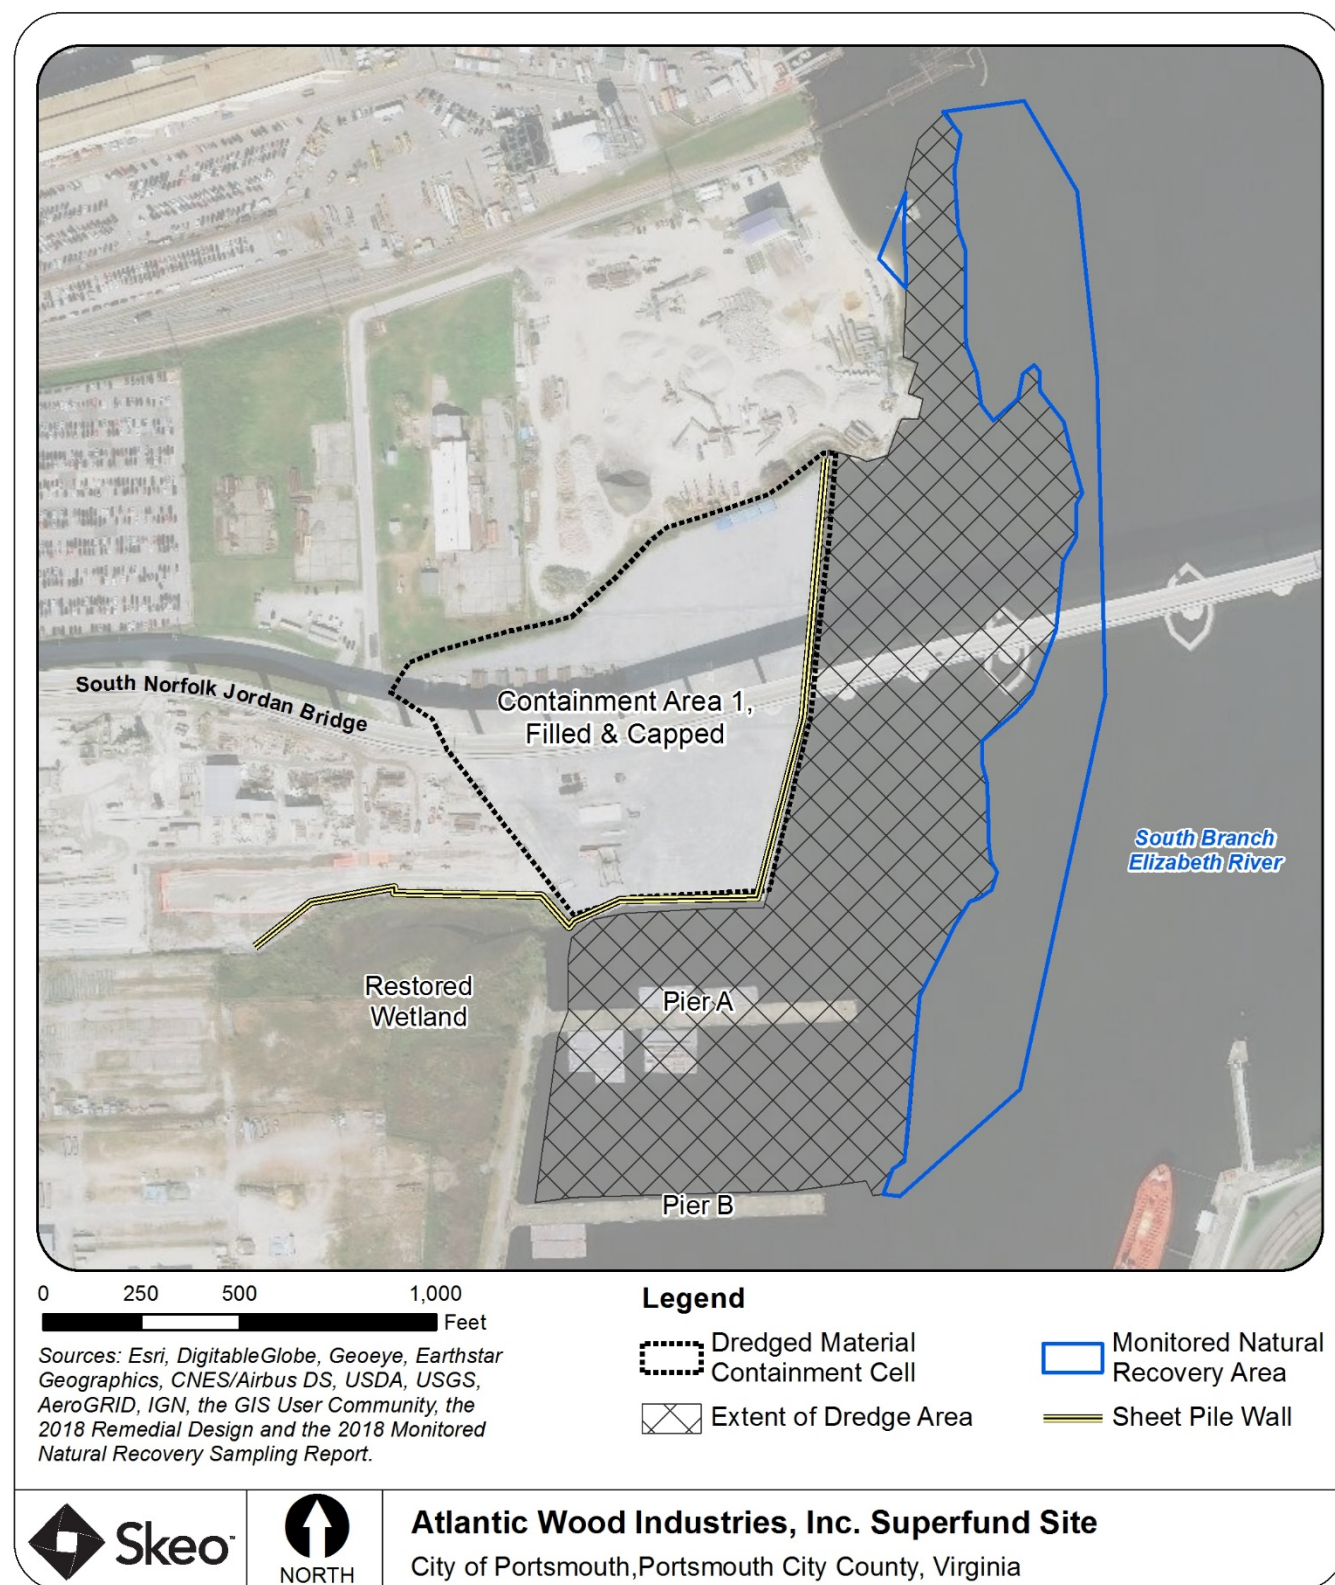 South Norfolk Jordan Bridge
Containment Area 1,
Filled & Capped
South Branch
Elizabeth River
Restored
Wetland
Pier A
Pier B
0 250 500 1,000
Feet
Sources: Esri, DigitableGlobe, Geoeye, Earthstar
Geographics, CNES/Airbus DS, USDA, USGS,
AeroGRID, IGN, the GIS User Community, the
2018 Remedial Design and the 2018 Monitored
Natural Recovery Sampling Report.
Legend
Dredged Material
Containment Cell
Extent of Dredge Area
Monitored Natural
Recovery Area
Sheet Pile Wall
Skeo
NORTH
Atlantic Wood Industries, Inc. Superfund Site
City of Portsmouth,Portsmouth City County, Virginia